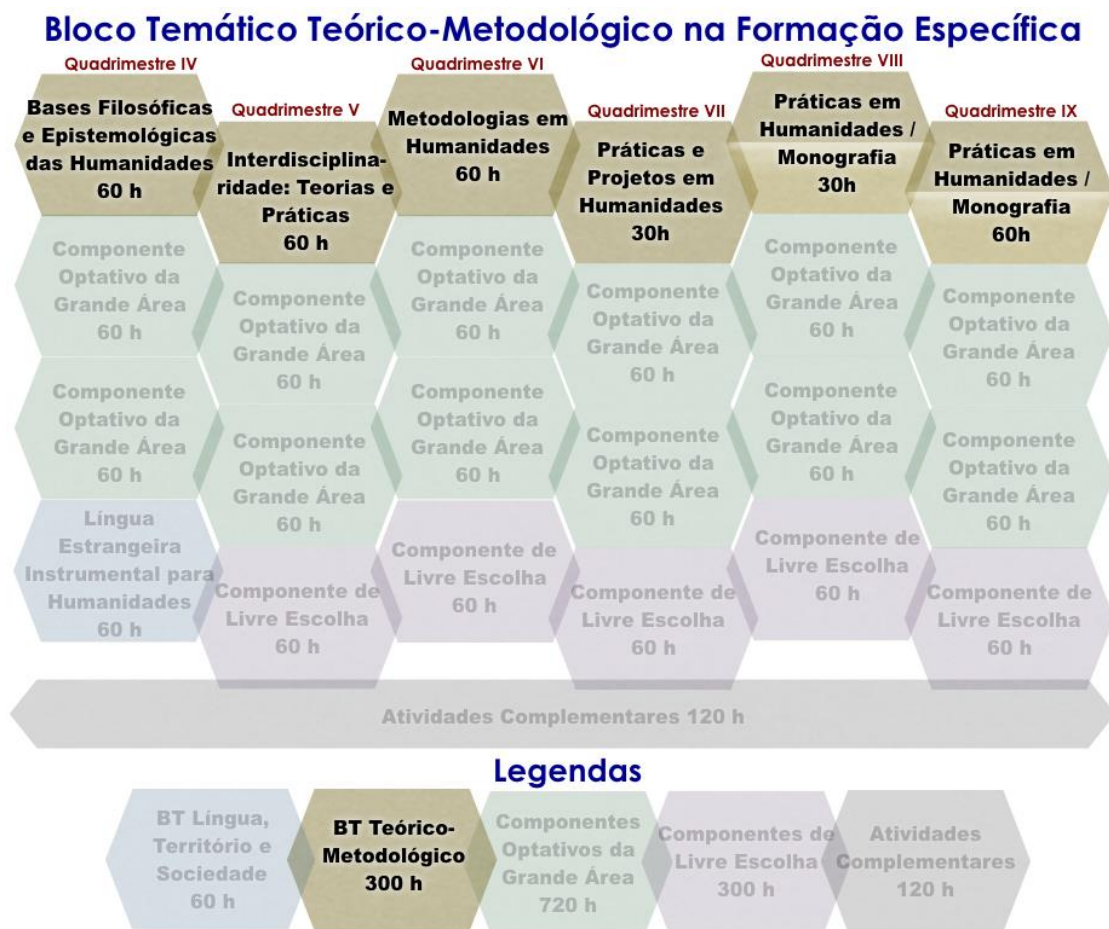 Bloco Temático Teórico-Metodológico na Formação Específica
Quadrimestre IV
Bases Filosóficas
e Epistemológicas
das Humanidades
60 h
Componente
Optativo da
Grande Área
60 h
Componente
Optativo da
Grande Área
60 h
Língua
Estrangeira
Instrumental para
Humanidades
60 h
Quadrimestre V
Interdisciplina-
ridade: Teorias e
Práticas
60 h
Componente
Optativo da
Grande Área
60 h
Componente
Optativo da
Grande Área
60 h
Componente de
Livre Escolha
60 h
Quadrimestre VI
Metodologias em
Humanidades
60 h
Componente
Optativo da
Grande Área
60 h
Componente
Optativo da
Grande Área
60 h
Componente de
Livre Escolha
60 h
Quadrimestre VII
Práticas e
Projetos em
Humanidades
30h
Componente
Optativo da
Grande Área
60 h
Componente
Optativo da
Grande Área
60 h
Componente de
Livre Escolha
60 h
Quadrimestre VIII
Práticas em
Humanidades /
Monografia
30h
Componente
Optativo da
Grande Área
60 h
Componente
Optativo da
Grande Área
60 h
Componente de
Livre Escolha
60 h
Quadrimestre IX
Práticas em
Humanidades /
Monografia
60h
Componente
Optativo da
Grande Área
60 h
Componente
Optativo da
Grande Área
60 h
Componente de
Livre Escolha
60 h
Atividades Complementares 120 h
Legendas
BT Língua,
Território e
Sociedade
60 h
BT Teórico-
Metodológico
300 h
Componentes
Optativos da
Grande Área
720 h
Componentes de
Livre Escolha
300 h
Atividades
Complementares
120 h